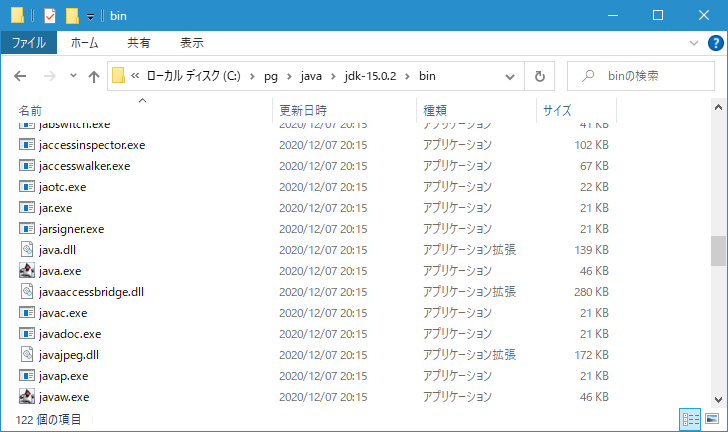 bin
ファイル ホーム 共有 表示
« ローカル ディスク (C:) › pg › java › jdk-15.0.2 › bin binの検索
名前 更新日時 種類 サイズ
jabswitch.exe 2020/12/07 20:15 アプリケーション 41 KB
jaccessinspector.exe 2020/12/07 20:15 アプリケーション 102 KB
jaccesswalker.exe 2020/12/07 20:15 アプリケーション 67 KB
jaotc.exe 2020/12/07 20:15 アプリケーション 22 KB
jar.exe 2020/12/07 20:15 アプリケーション 21 KB
jarsigner.exe 2020/12/07 20:15 アプリケーション 21 KB
java.dll 2020/12/07 20:15 アプリケーション拡張 139 KB
java.exe 2020/12/07 20:15 アプリケーション 46 KB
javaaccessbridge.dll 2020/12/07 20:15 アプリケーション拡張 280 KB
javac.exe 2020/12/07 20:15 アプリケーション 21 KB
javadoc.exe 2020/12/07 20:15 アプリケーション 21 KB
javajpeg.dll 2020/12/07 20:15 アプリケーション拡張 172 KB
javap.exe 2020/12/07 20:15 アプリケーション 21 KB
javaw.exe 2020/12/07 20:15 アプリケーション 46 KB
122 個の項目